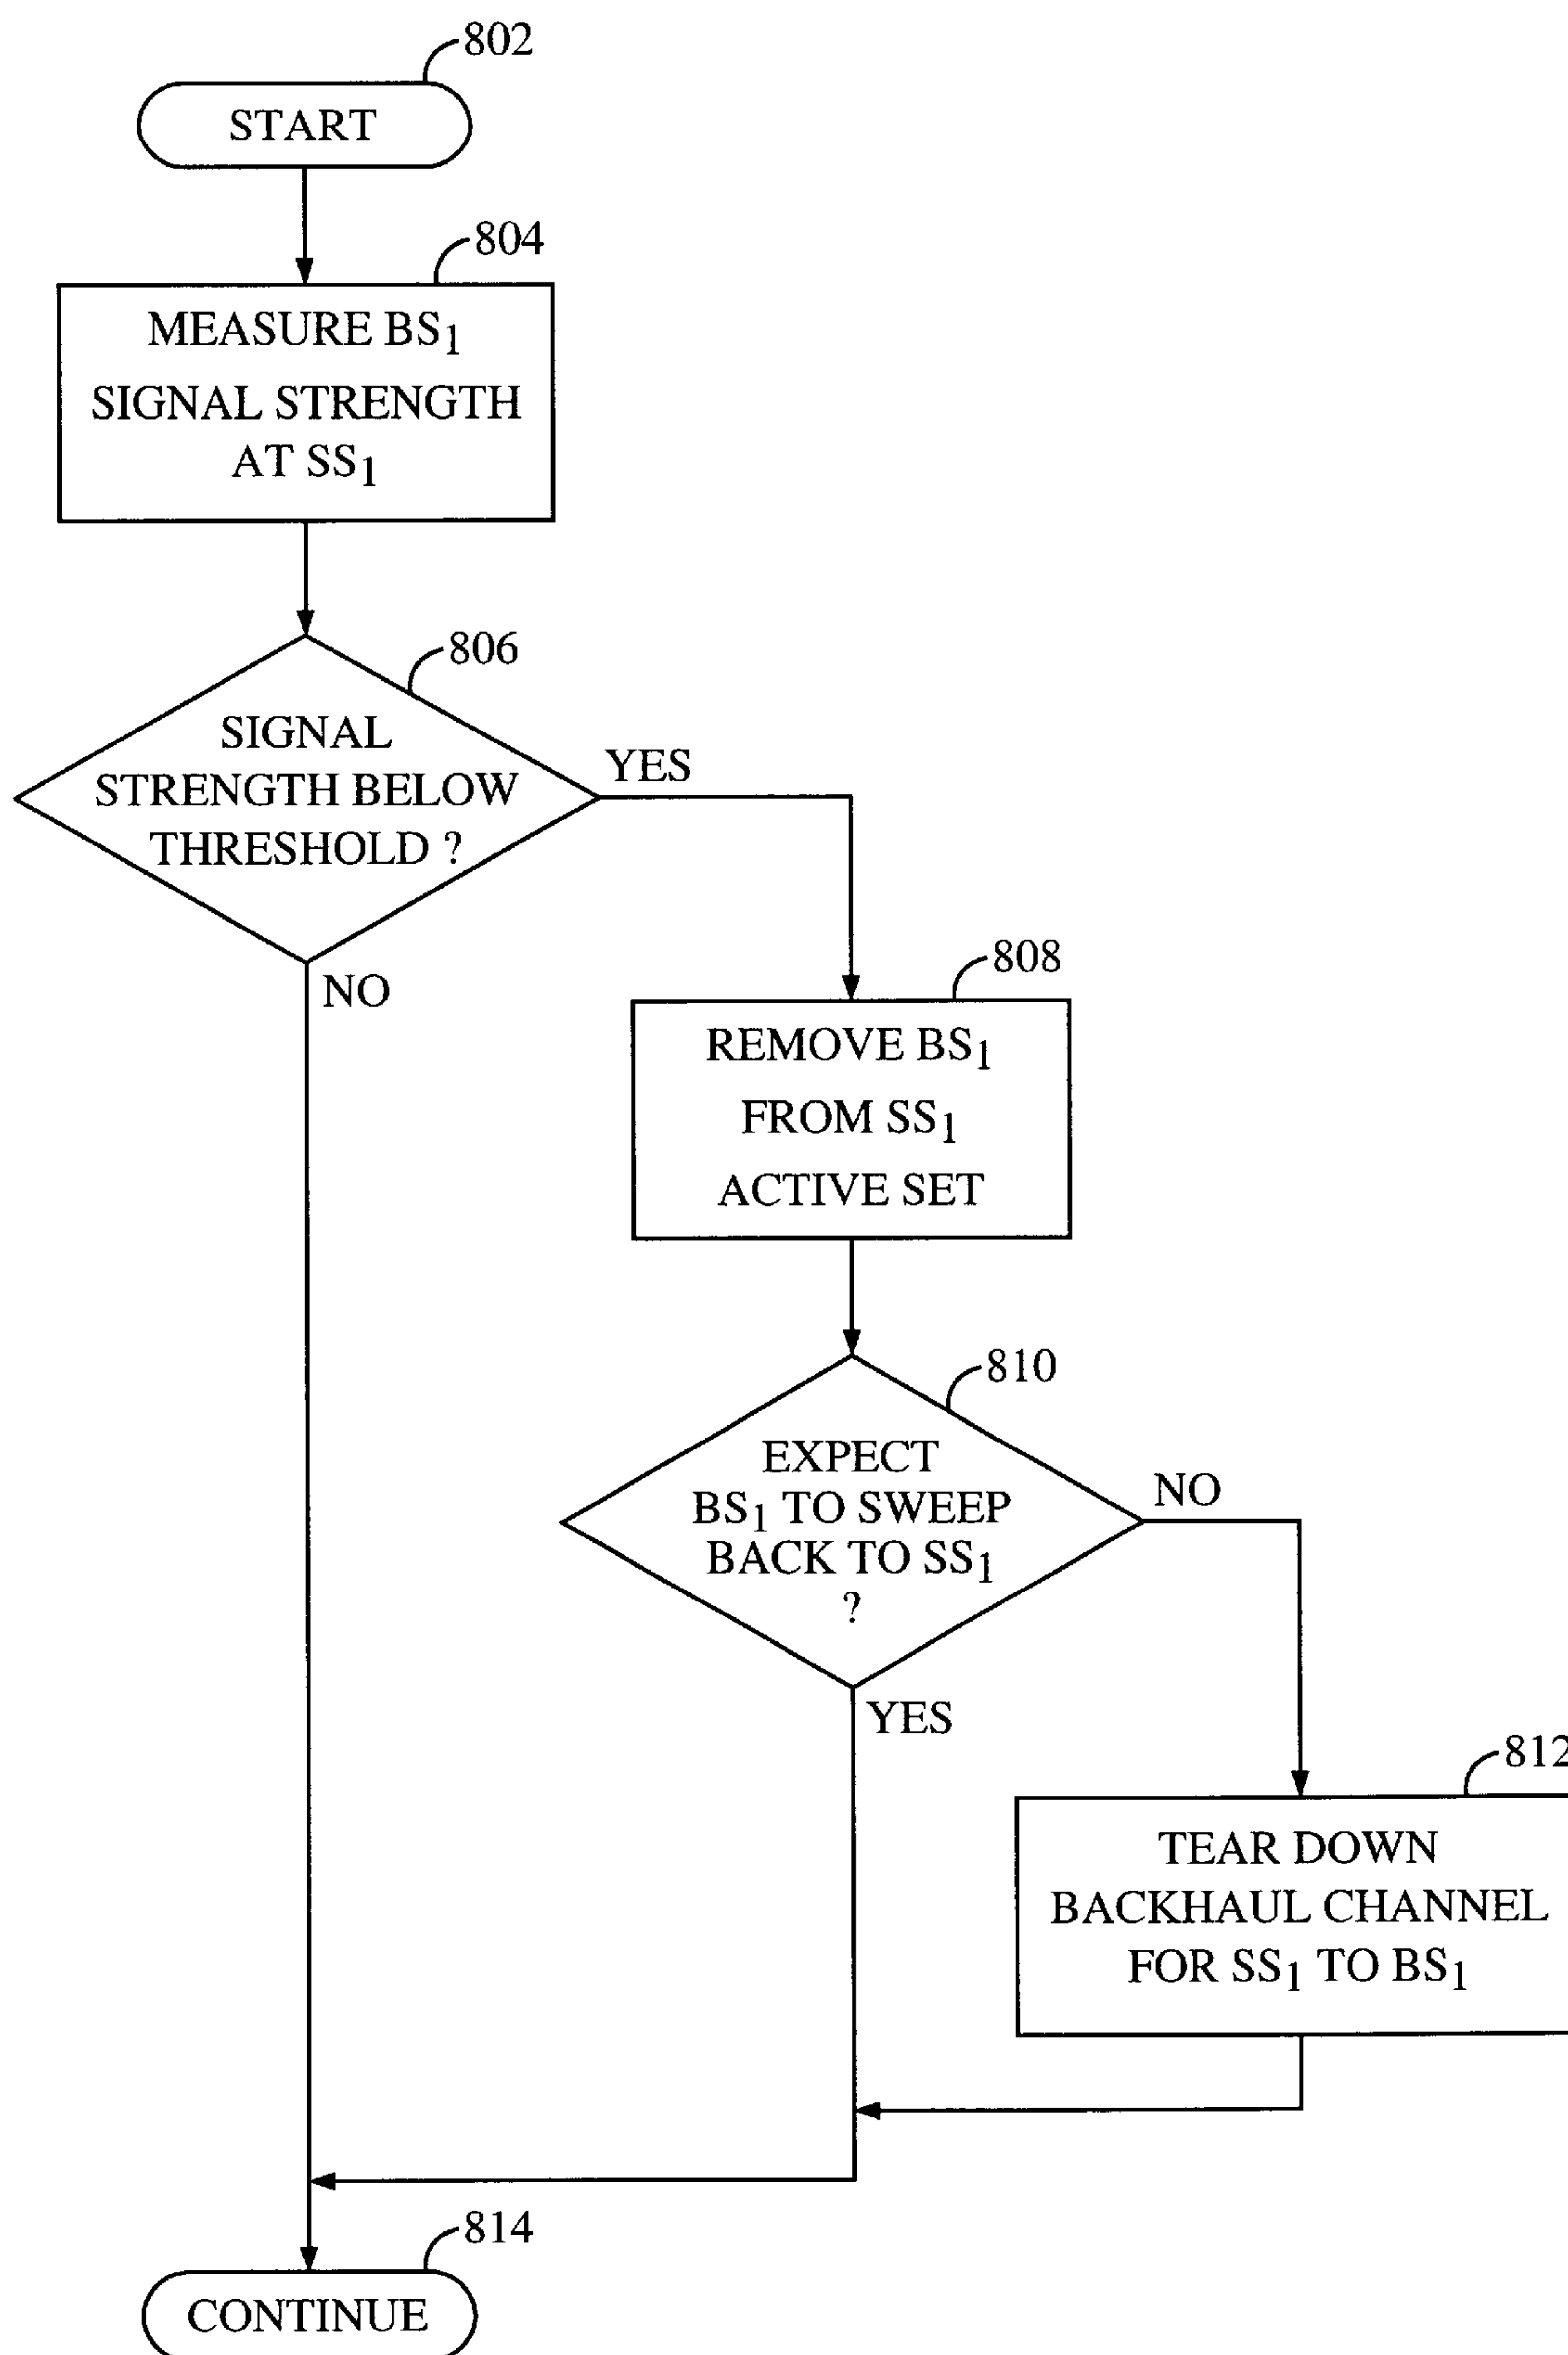 802
START
804
MEASURE BS₁
SIGNAL STRENGTH
AT SS₁
806
SIGNAL
STRENGTH BELOW
THRESHOLD ?
YES
NO
808
REMOVE BS₁
FROM SS₁
ACTIVE SET
810
EXPECT
BS₁ TO SWEEP
BACK TO SS₁
?
NO
YES
812
TEAR DOWN
BACKHAUL CHANNEL
FOR SS₁ TO BS₁
814
CONTINUE